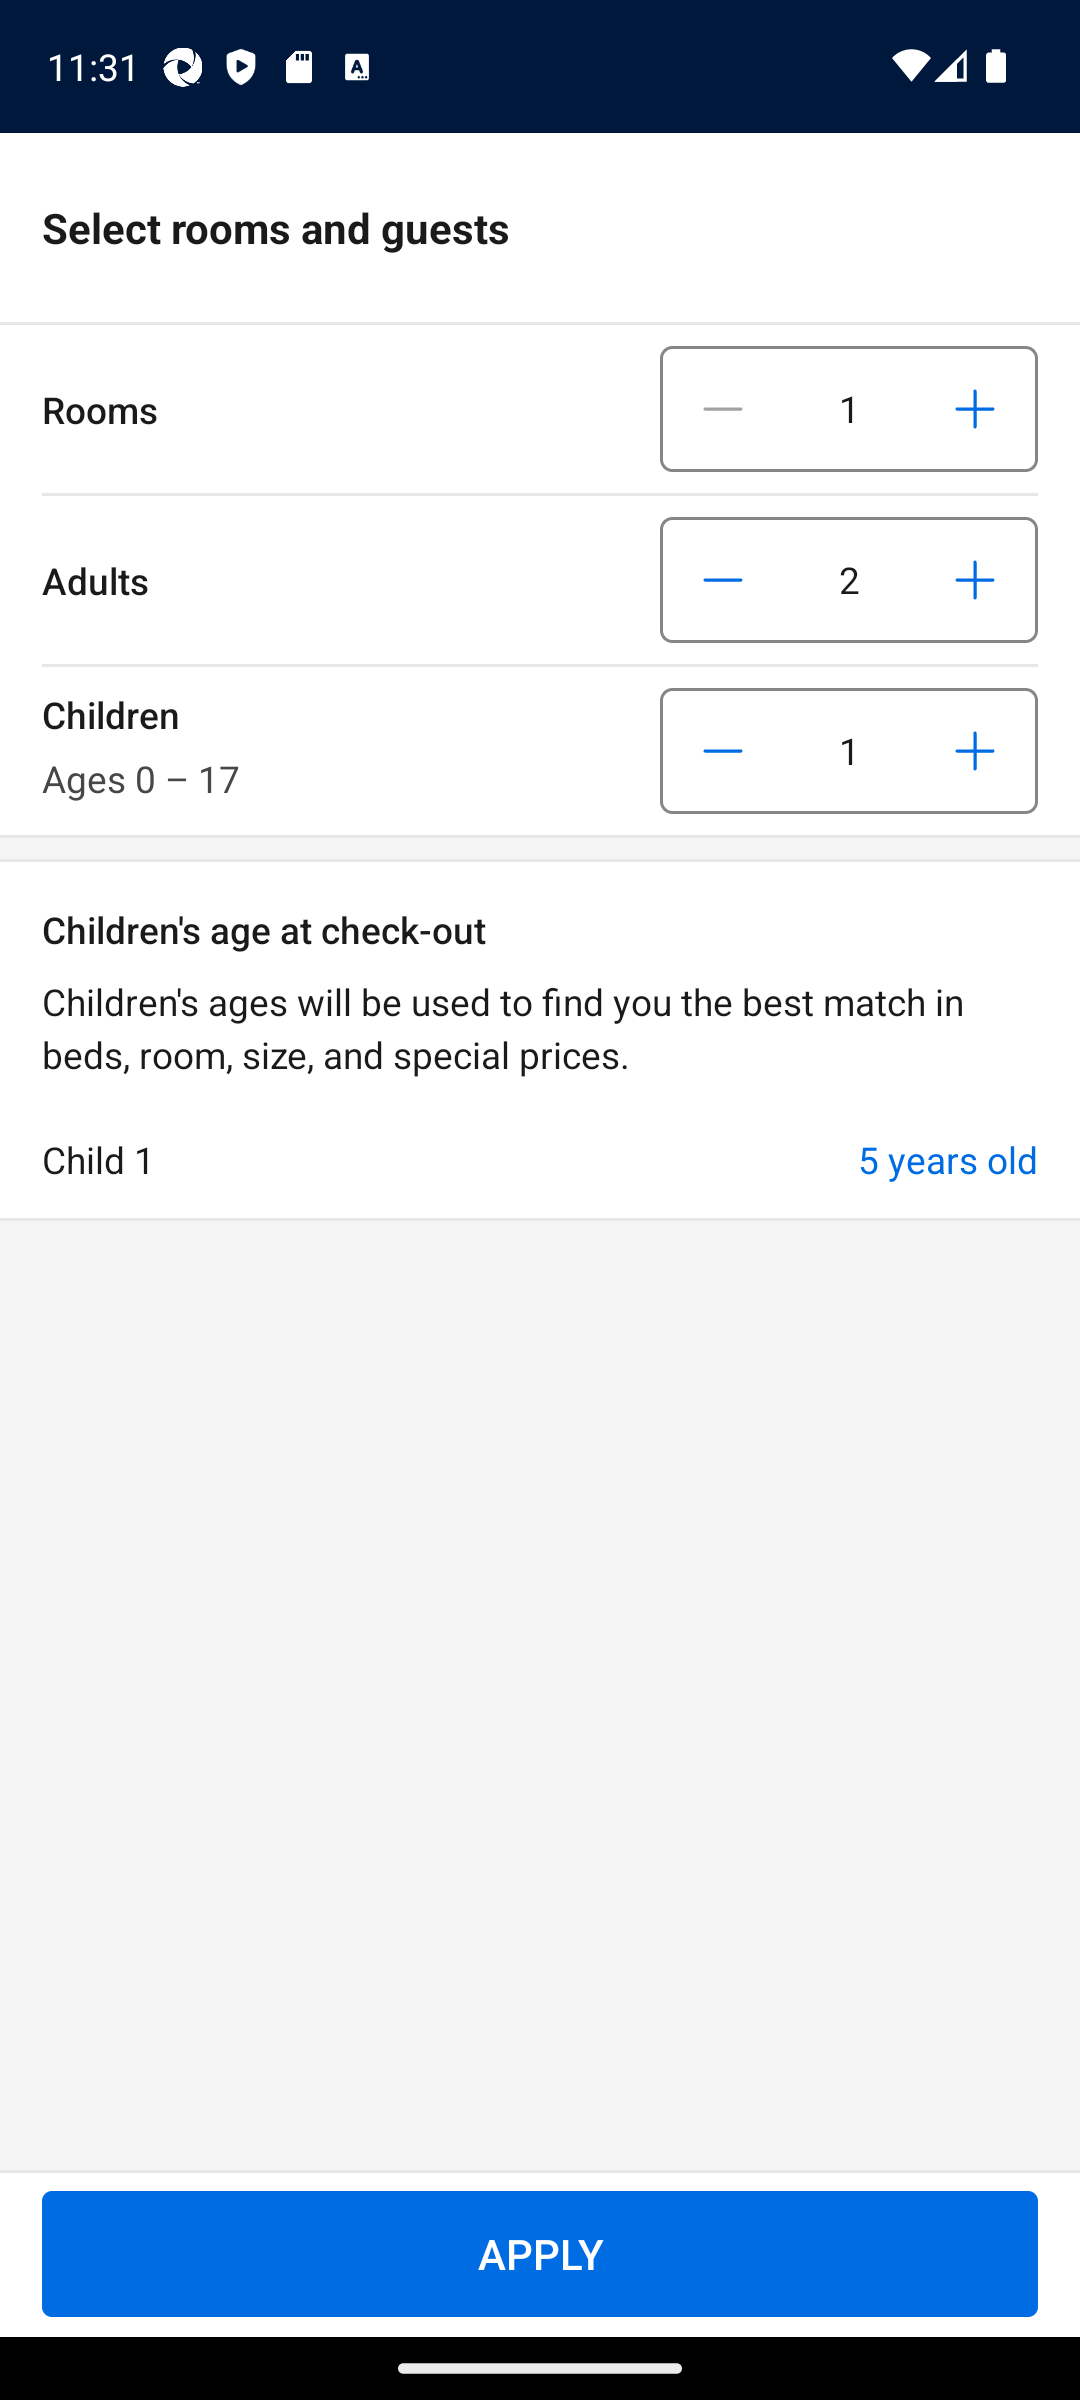 11:31
Select rooms and guests
Rooms
1
Adults
2
Children
Ages 0 – 17
1
Children's age at check-out
Children's ages will be used to find you the best match in
beds, room, size, and special prices.
Child 1
5 years old
APPLY